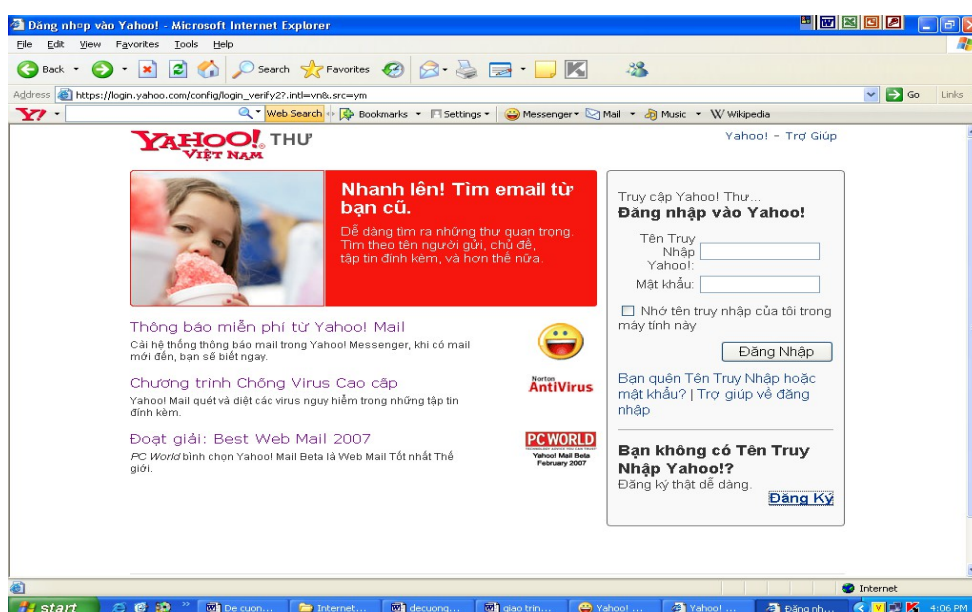 Đăng nhập vào Yahoo! - Microsoft Internet Explorer
File Edit View Favorites Tools Help
Back Search Favorites
Address https://login.yahoo.com/config/login_verify2?.intl=vn&.src=ym Go Links
Y! Web Search Bookmarks Settings Messenger Mail Music W Wikipedia
YAHOO! THƯ
VIỆT NAM
Yahoo! - Trợ Giúp
Nhanh lên! Tìm email từ
bạn cũ.
Dễ dàng tìm ra những thư quan trọng.
Tìm theo tên người gửi, chủ đề,
tập tin đính kèm, và hơn thế nữa.
Thông báo miễn phí từ Yahoo! Mail
Cài hệ thống thông báo mail trong Yahoo! Messenger, khi có mail
mới đến, bạn sẽ biết ngay.
Chương trình Chống Virus Cao cấp
Yahoo! Mail quét và diệt các virus nguy hiểm trong những tập tin
đính kèm.
Norton
AntiVirus
Đoạt giải: Best Web Mail 2007
PC World bình chọn Yahoo! Mail Beta là Web Mail Tốt nhất Thế
giới.
PC WORLD
Yahoo! Mail Beta
February 2007
Truy cập Yahoo! Thư...
Đăng nhập vào Yahoo!
Tên Truy
Nhập
Yahoo!:
Mật khẩu:
Nhớ tên truy nhập của tôi trong
máy tính này
Đăng Nhập
Bạn quên Tên Truy Nhập hoặc
mật khẩu? | Trợ giúp về đăng
nhập
Bạn không có Tên Truy
Nhập Yahoo!?
Đăng ký thật dễ dàng.
Đăng Ký
Internet
start De cuon... Internet... decuong... giao trin... Yahoo! ... Yahoo! ... Đăng nh... 4:06 PM